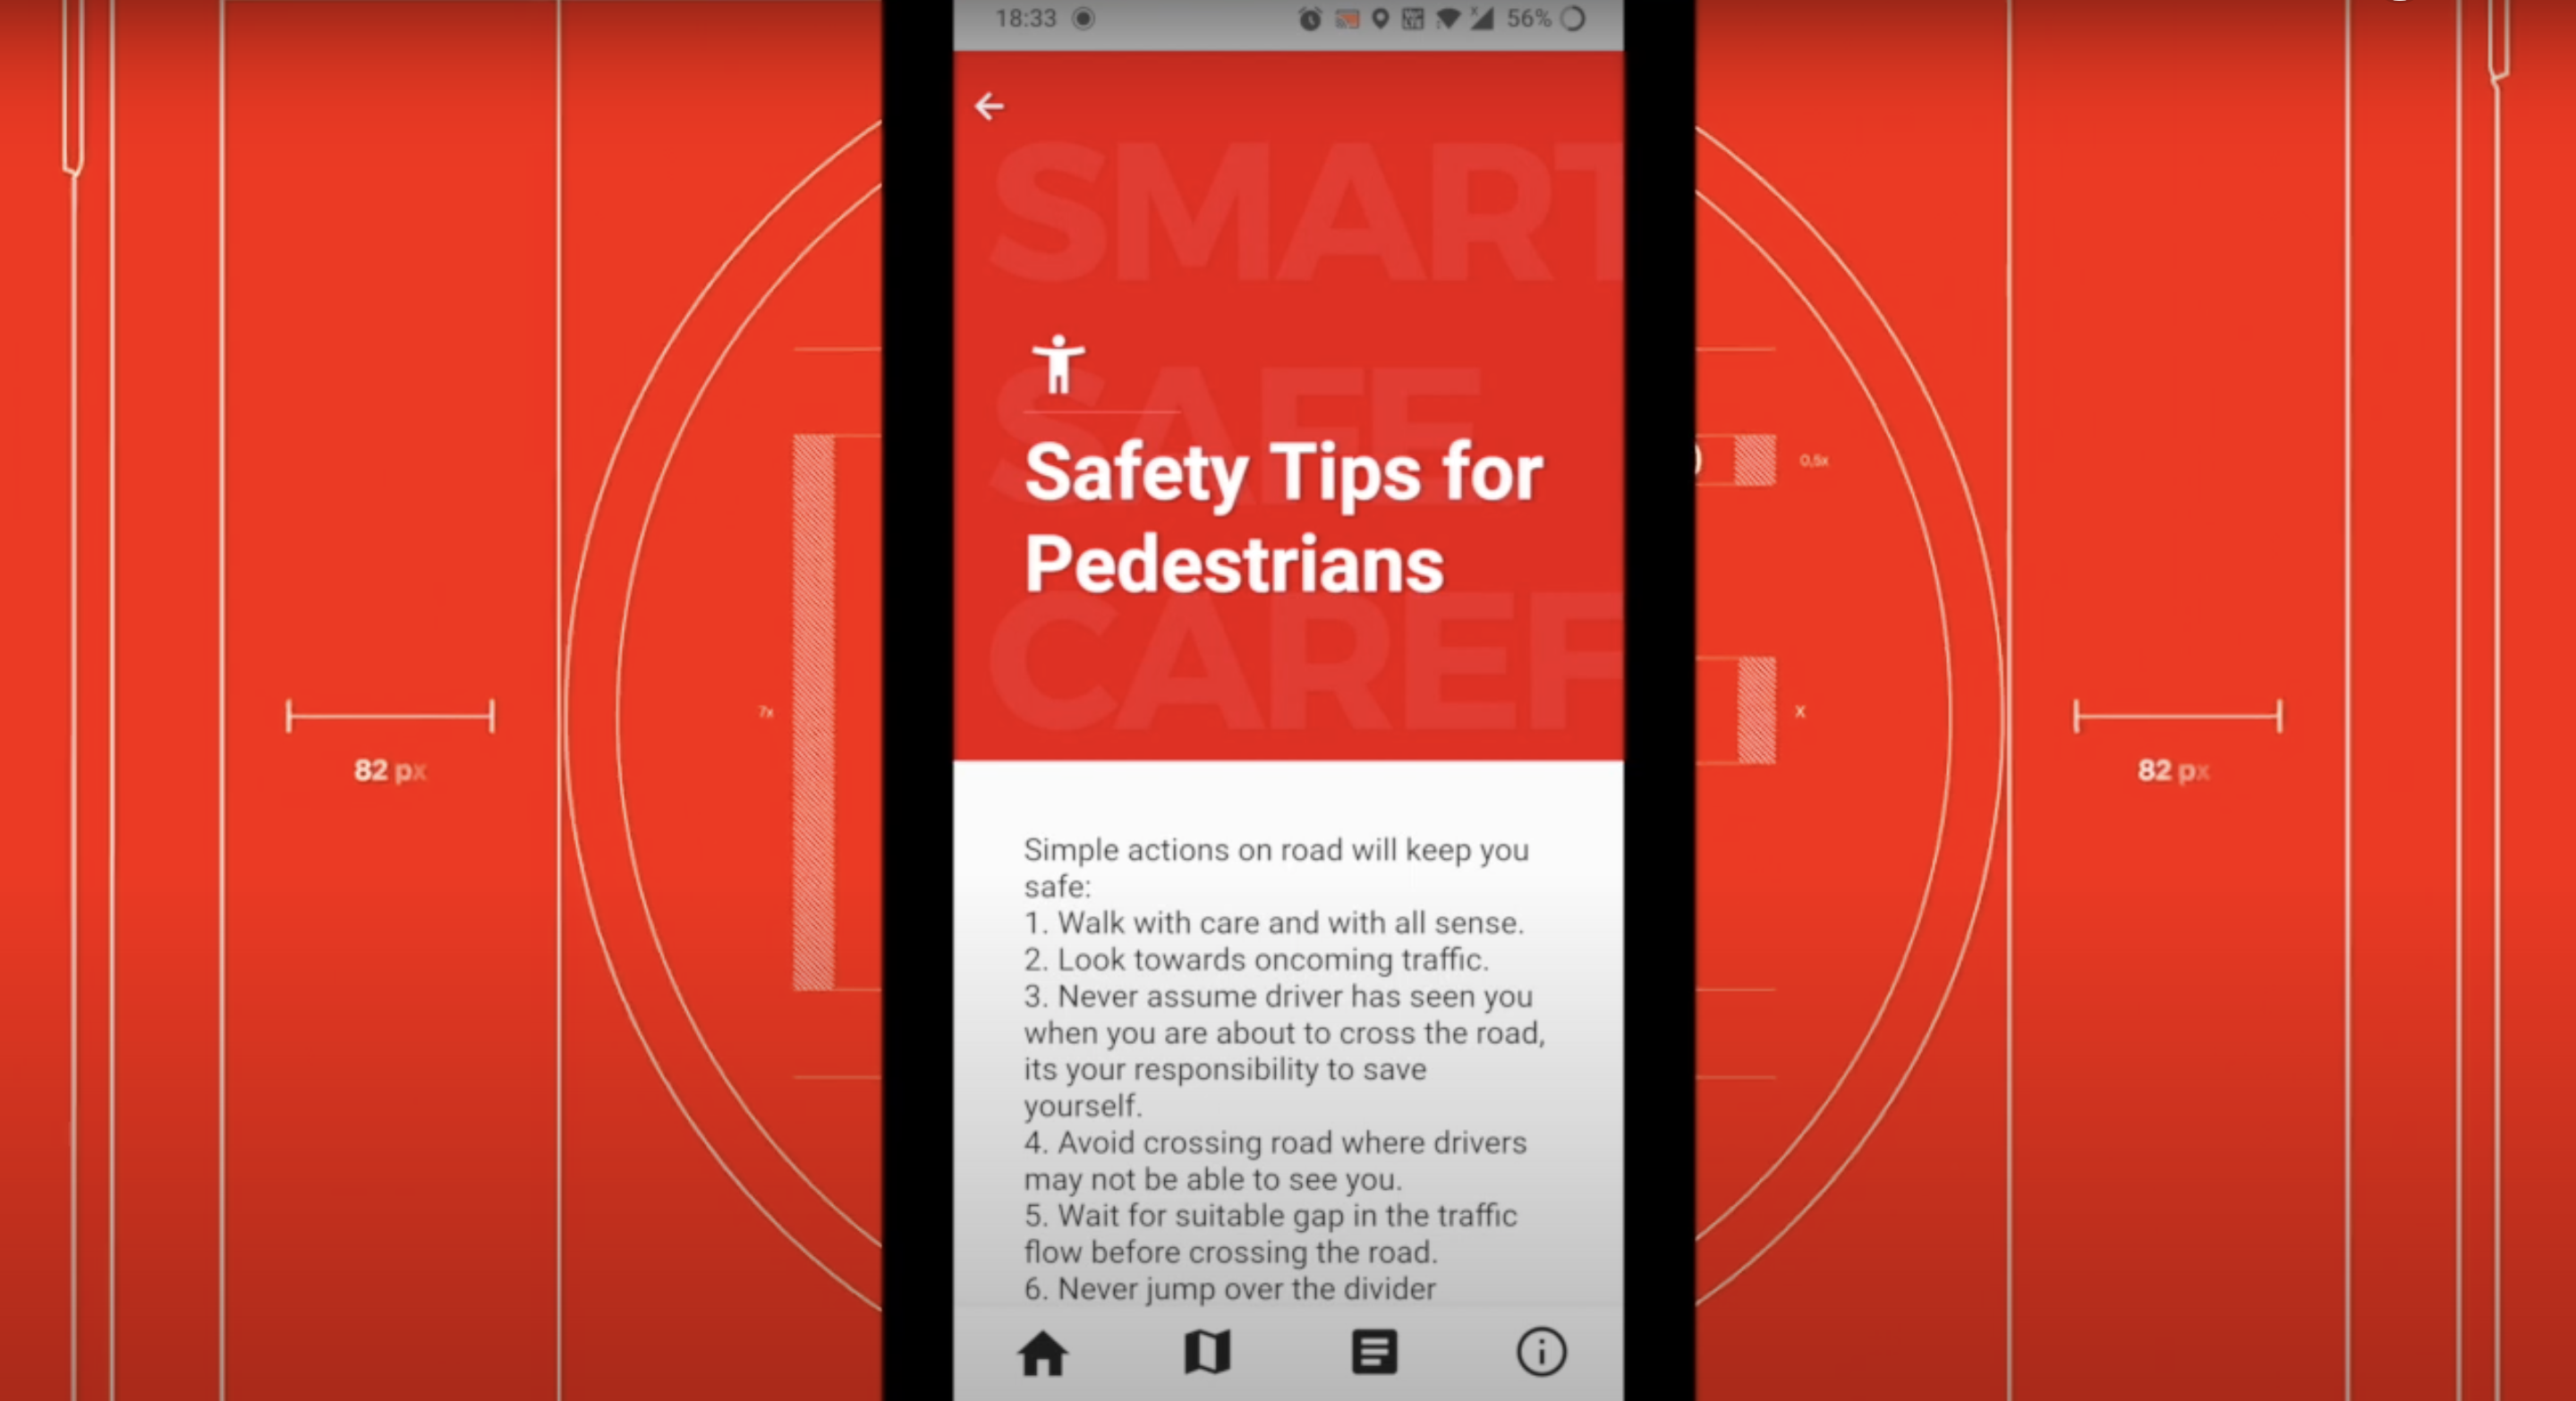 18:33
56%
SMART
SAFE
Safety Tips for
Pedestrians
CAREF
0,5x
7x
x
82 px
82 px
Simple actions on road will keep you
safe:
1. Walk with care and with all sense.
2. Look towards oncoming traffic.
3. Never assume driver has seen you
when you are about to cross the road,
its your responsibility to save
yourself.
4. Avoid crossing road where drivers
may not be able to see you.
5. Wait for suitable gap in the traffic
flow before crossing the road.
6. Never jump over the divider